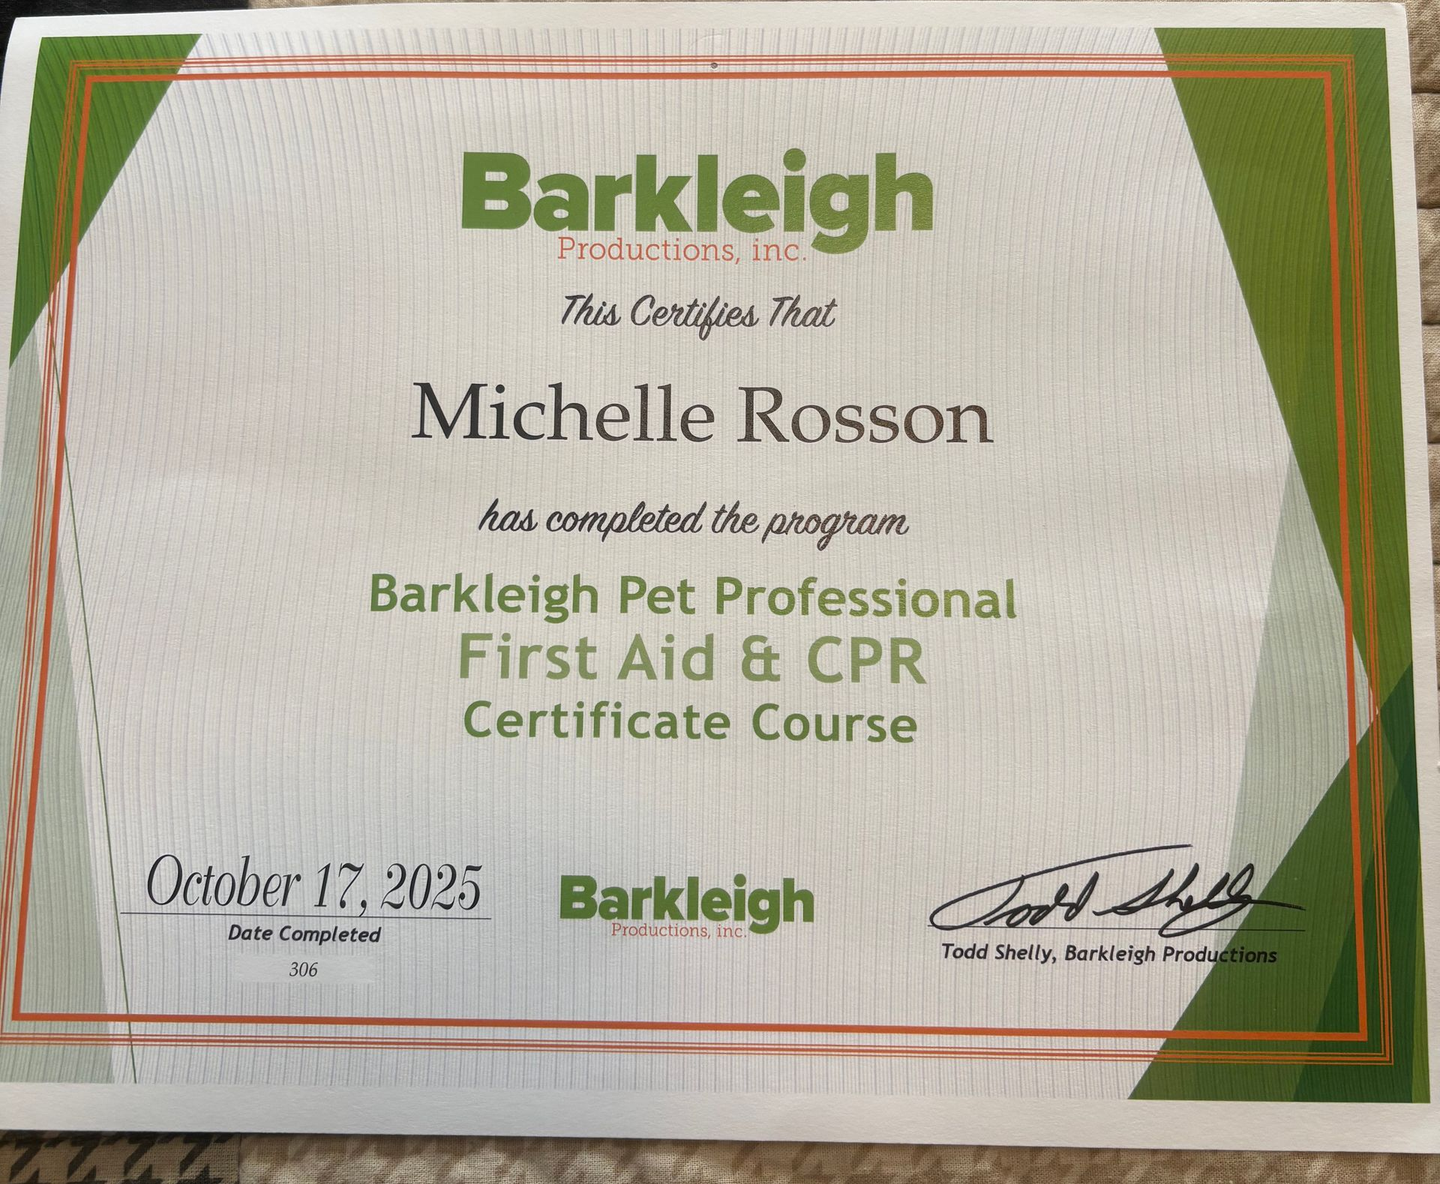 Barkleigh
Productions, inc.
This Certifies That
Michelle Rosson
has completed the program
Barkleigh Pet Professional
First Aid & CPR
Certificate Course
October 17, 2025
Date Completed
306
Barkleigh
Productions, inc.
Todd Shelly
Todd Shelly, Barkleigh Productions